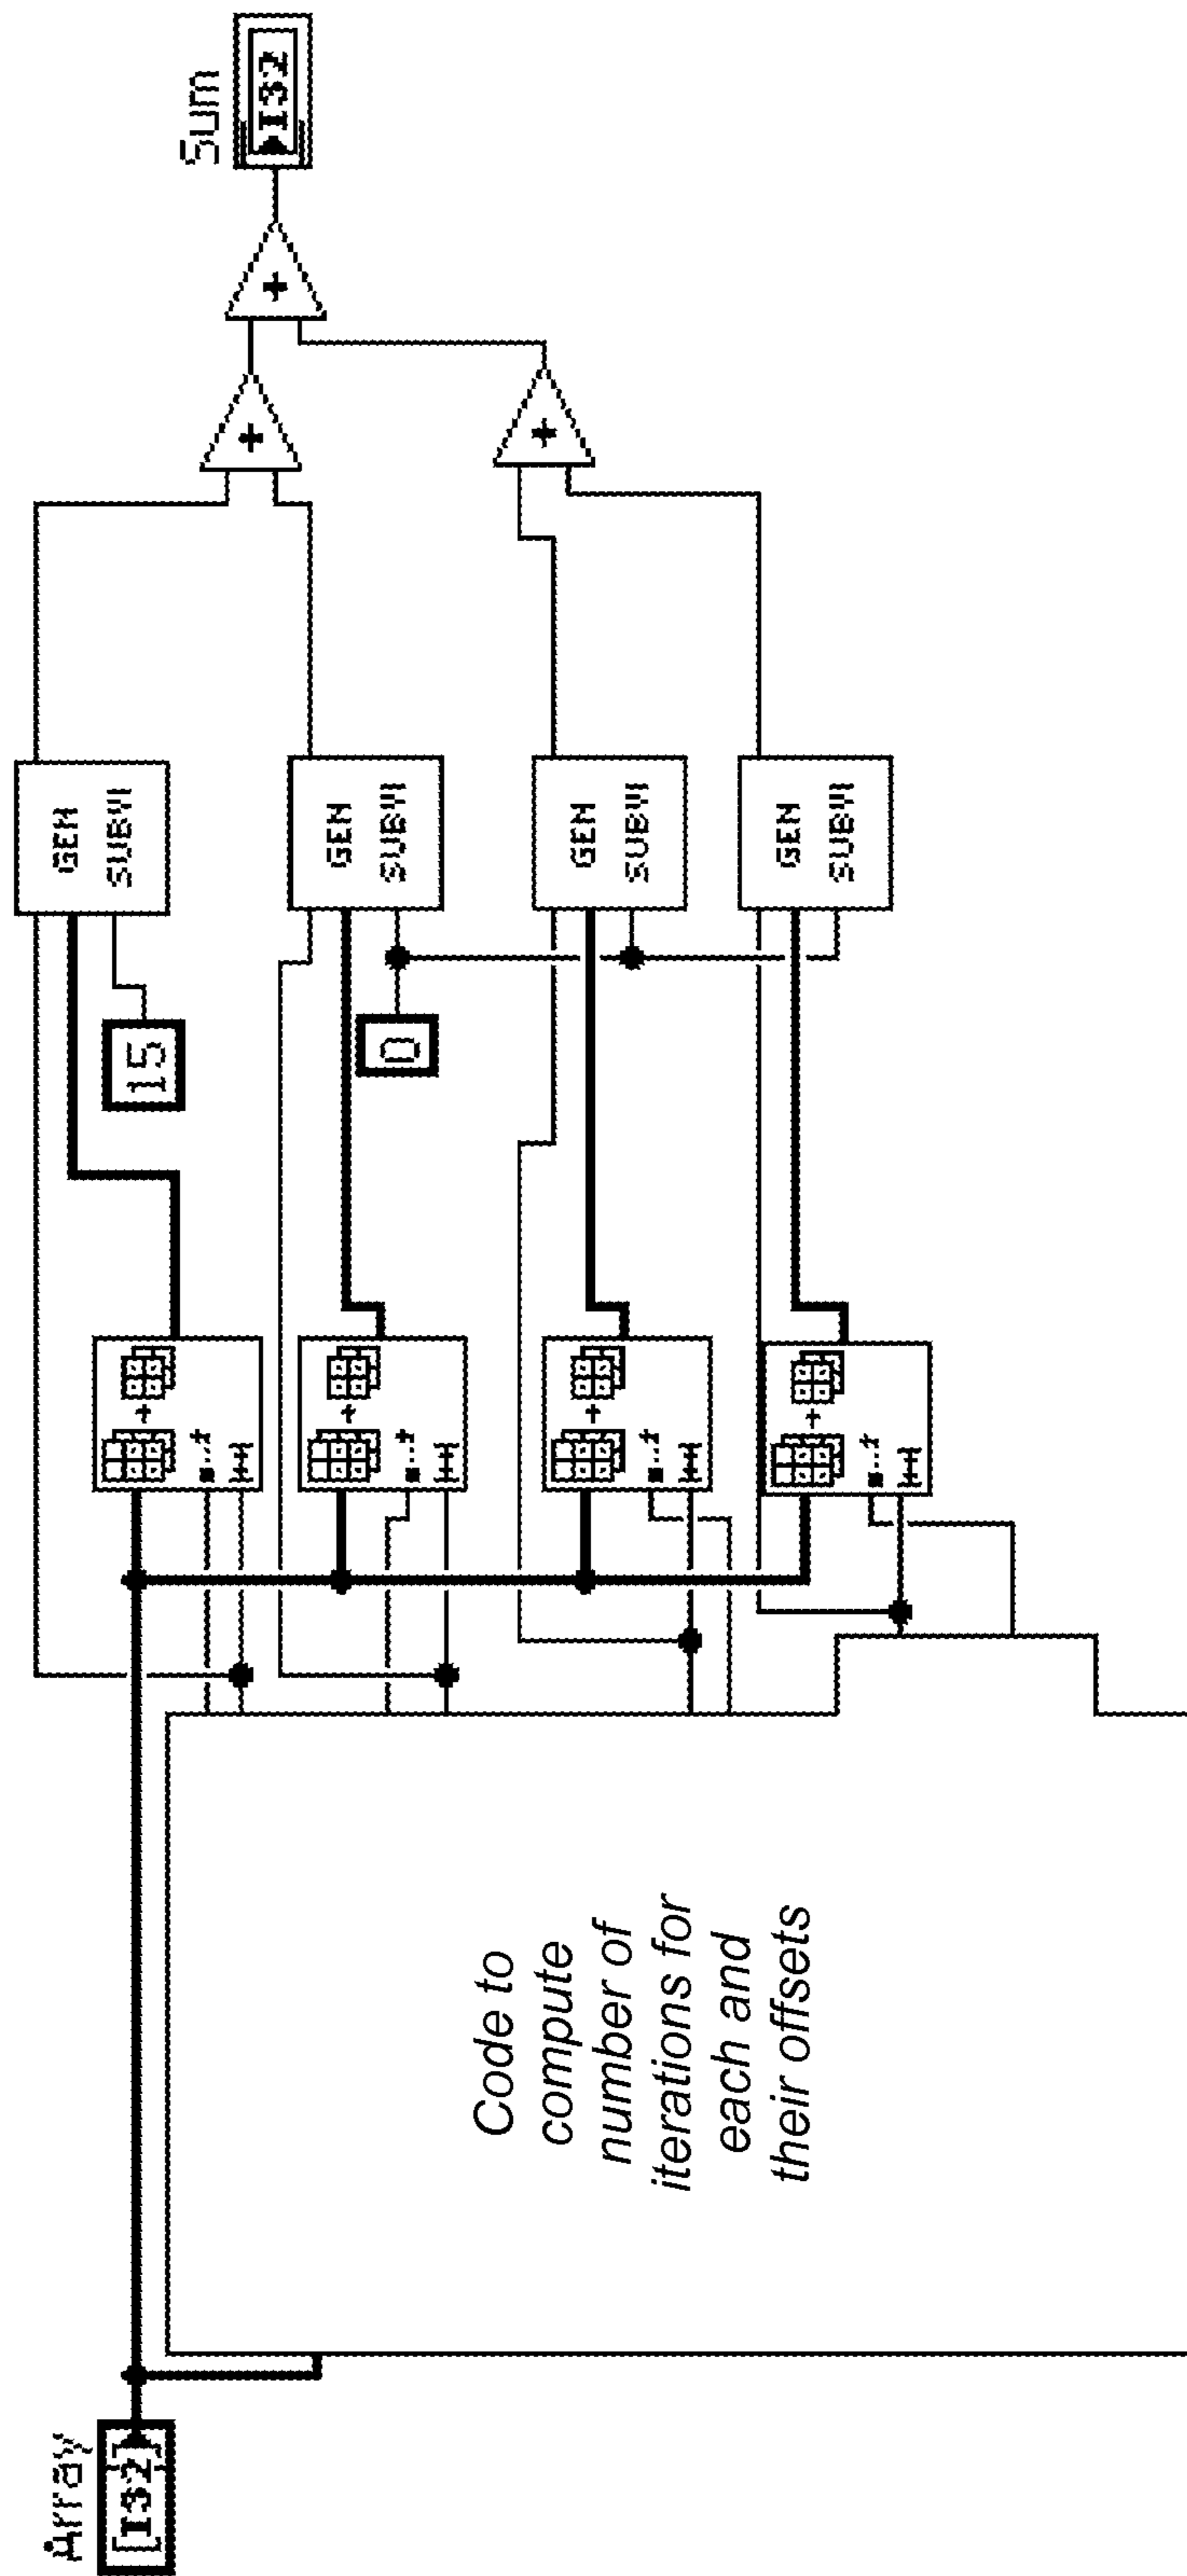 Array
[I32]
Code to
compute
number of
iterations for
each and
their offsets
15
0
GEN
SUBVI
GEN
SUBVI
GEN
SUBVI
GEN
SUBVI
+
+
+
+
+
+
+
Sum
I32